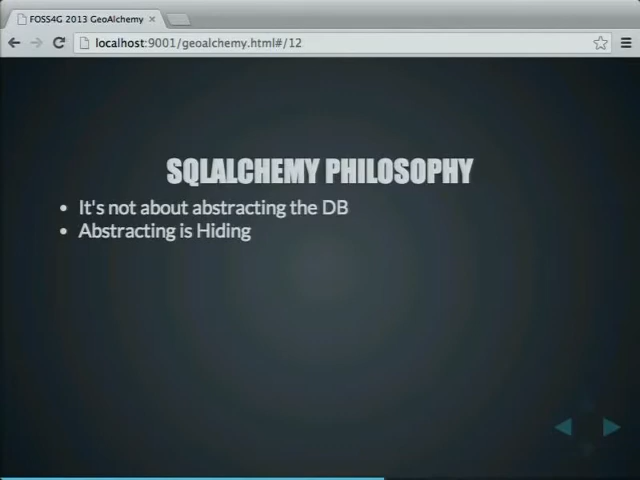 FOSS4G 2013 GeoAlchemy
localhost:9001/geoalchemy.html#/12
SQLALCHEMY PHILOSOPHY
It's not about abstracting the DB
Abstracting is Hiding